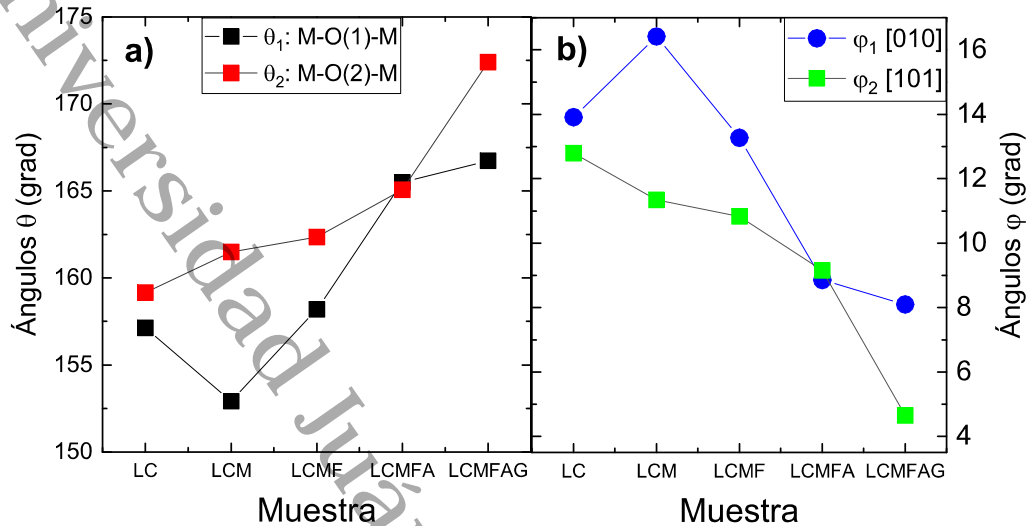 a)
θ₁: M-O(1)-M
θ₂: M-O(2)-M
175
170
165
160
155
150
Ángulos θ (grad)
LC LCM LCMF LCMFA LCMFAG
Muestra
b)
φ₁ [010]
φ₂ [101]
16
14
12
10
8
6
4
Ángulos φ (grad)
LC LCM LCMF LCMFA LCMFAG
Muestra